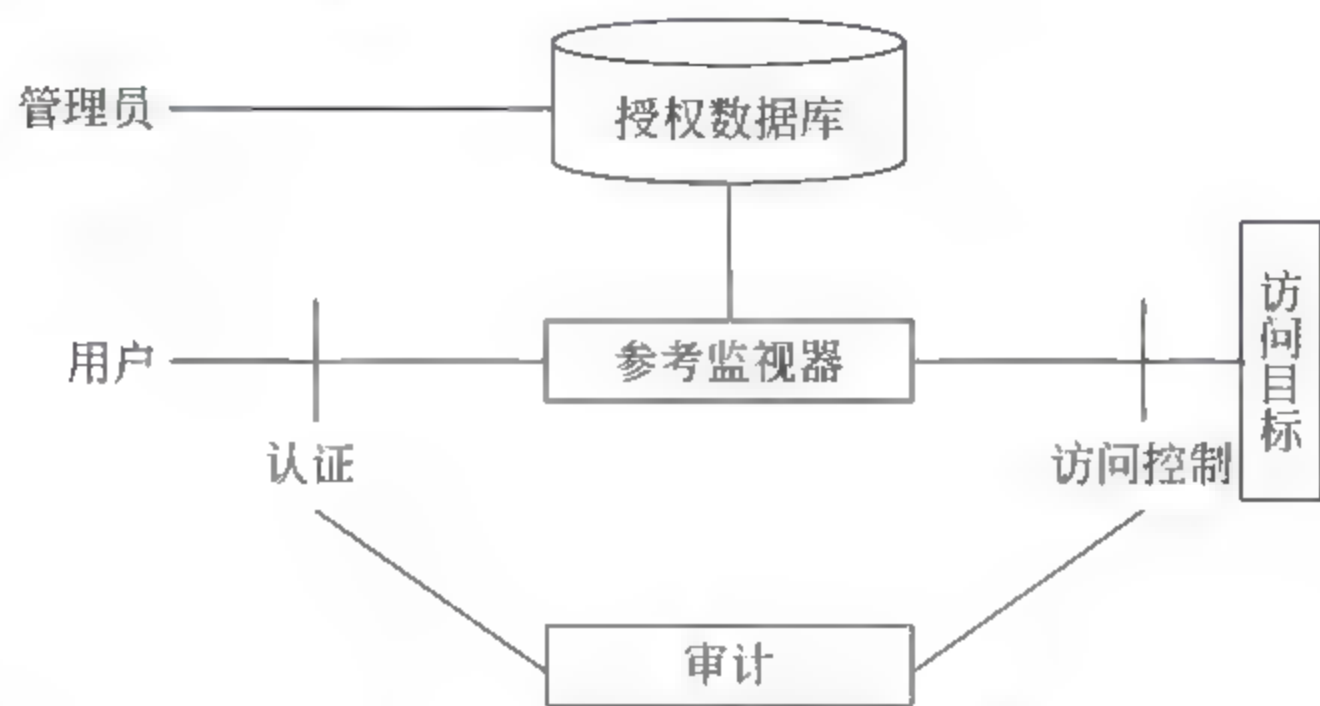 授权数据库
管理员
用户
参考监视器
访问目标
认证
访问控制
审计